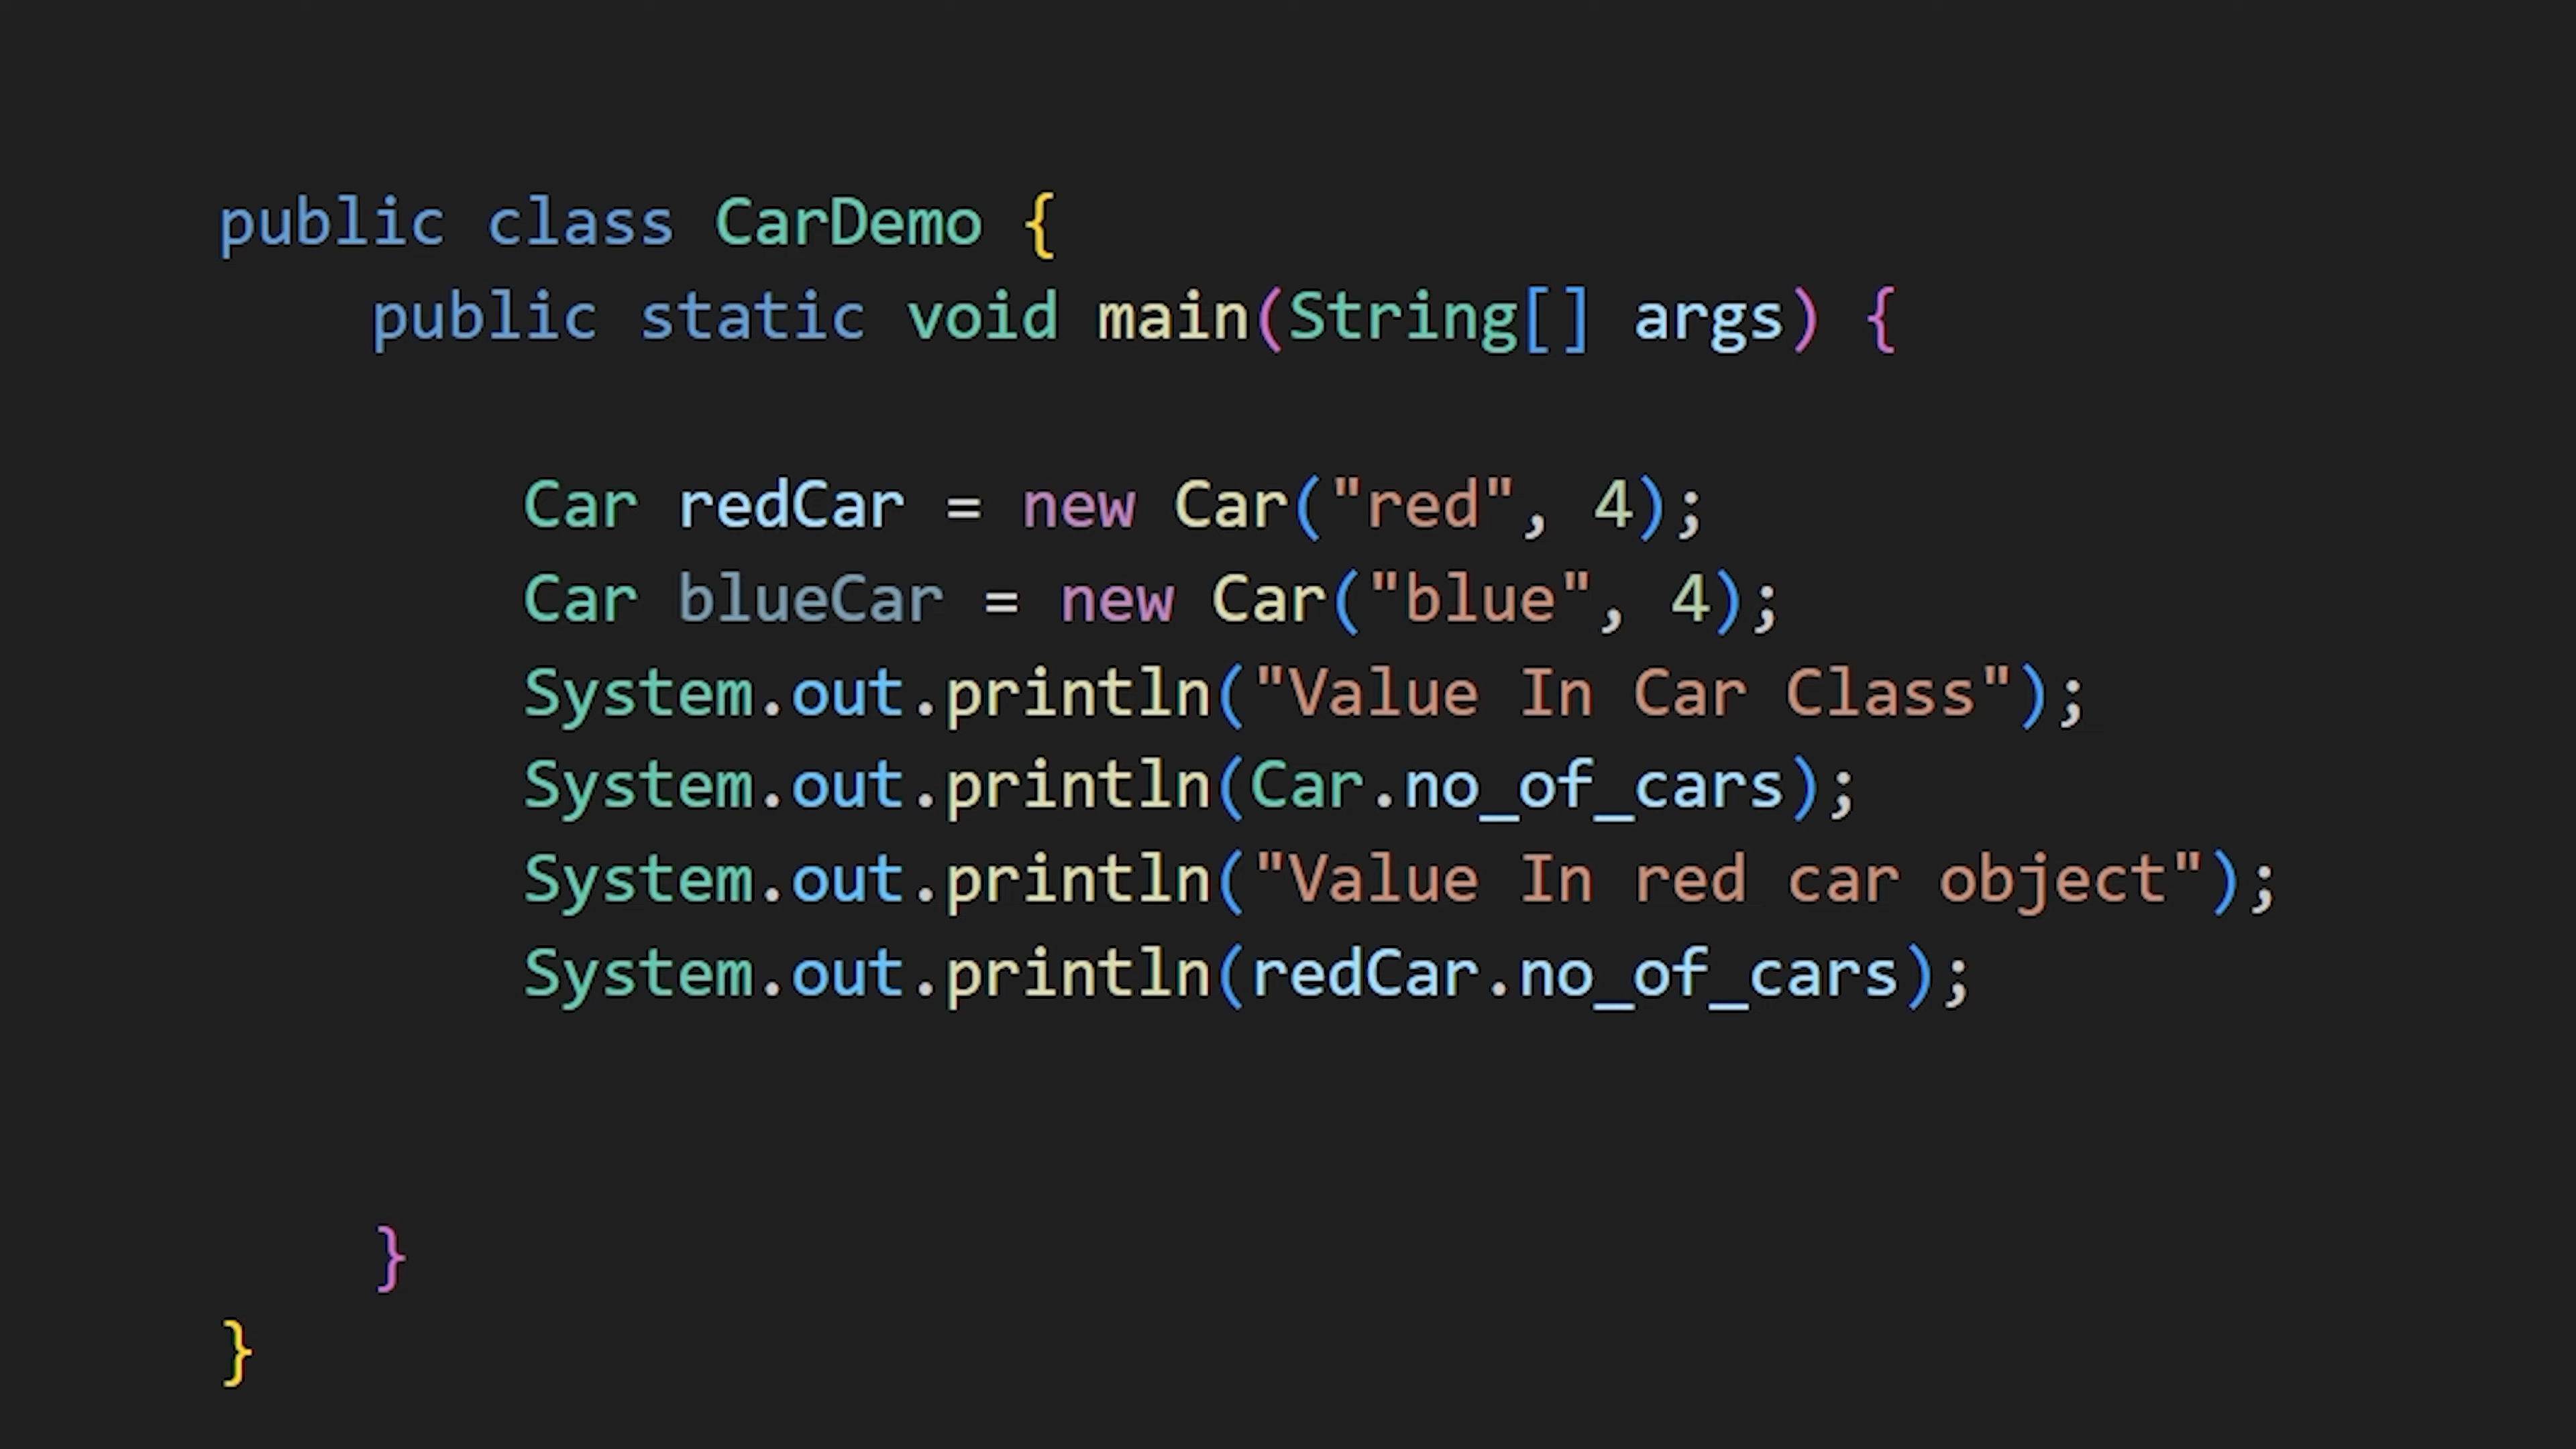 public class CarDemo {
    public static void main(String[] args) {
        Car redCar = new Car("red", 4);
        Car blueCar = new Car("blue", 4);
        System.out.println("Value In Car Class");
        System.out.println(Car.no_of_cars);
        System.out.println("Value In red car object");
        System.out.println(redCar.no_of_cars);
    }
}